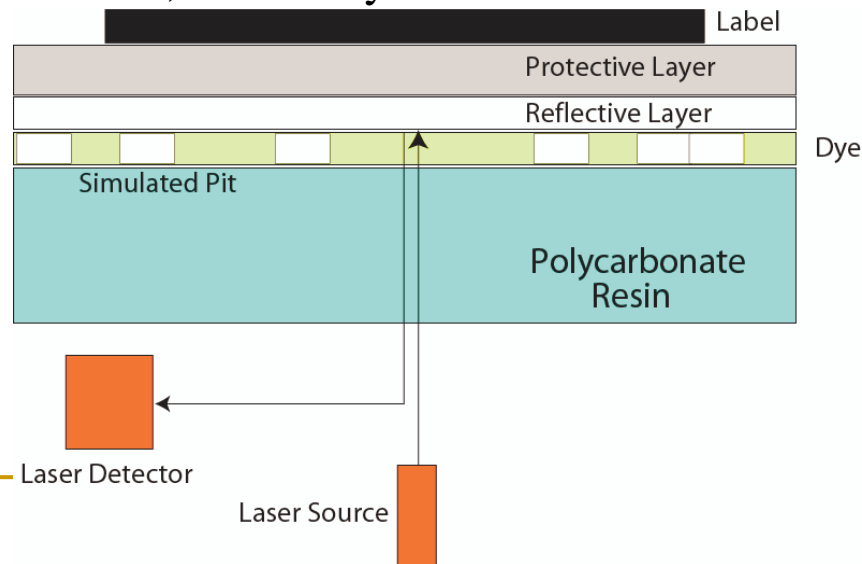 Label
Protective Layer
Reflective Layer
Dye
Simulated Pit
Polycarbonate
Resin
Laser Detector
Laser Source